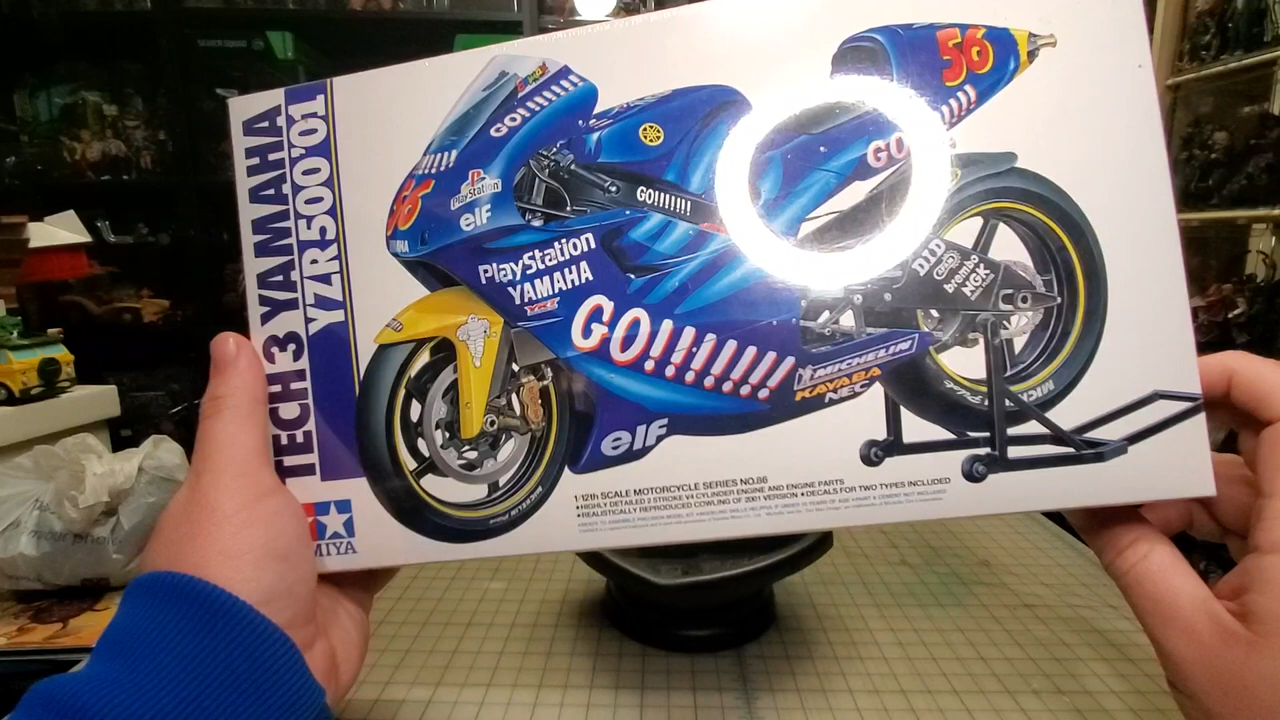 TECH 3 YAMAHA
YZR500'01
GO!!!!!!!
56
PlayStation
elf
GO!!!!!!!
PlayStation
YAMAHA
GO!!!!!!!!
elf
56
GO
DID
brembo
NGK
MICHELIN
KAYABA
NEC
1/12th SCALE MOTORCYCLE SERIES NO.86
•HIGHLY DETAILED 2 STROKE V4 CYLINDER ENGINE AND ENGINE PARTS
•REALISTICALLY REPRODUCED COWLING OF 2001 VERSION •DECALS FOR TWO TYPES INCLUDED
MIYA